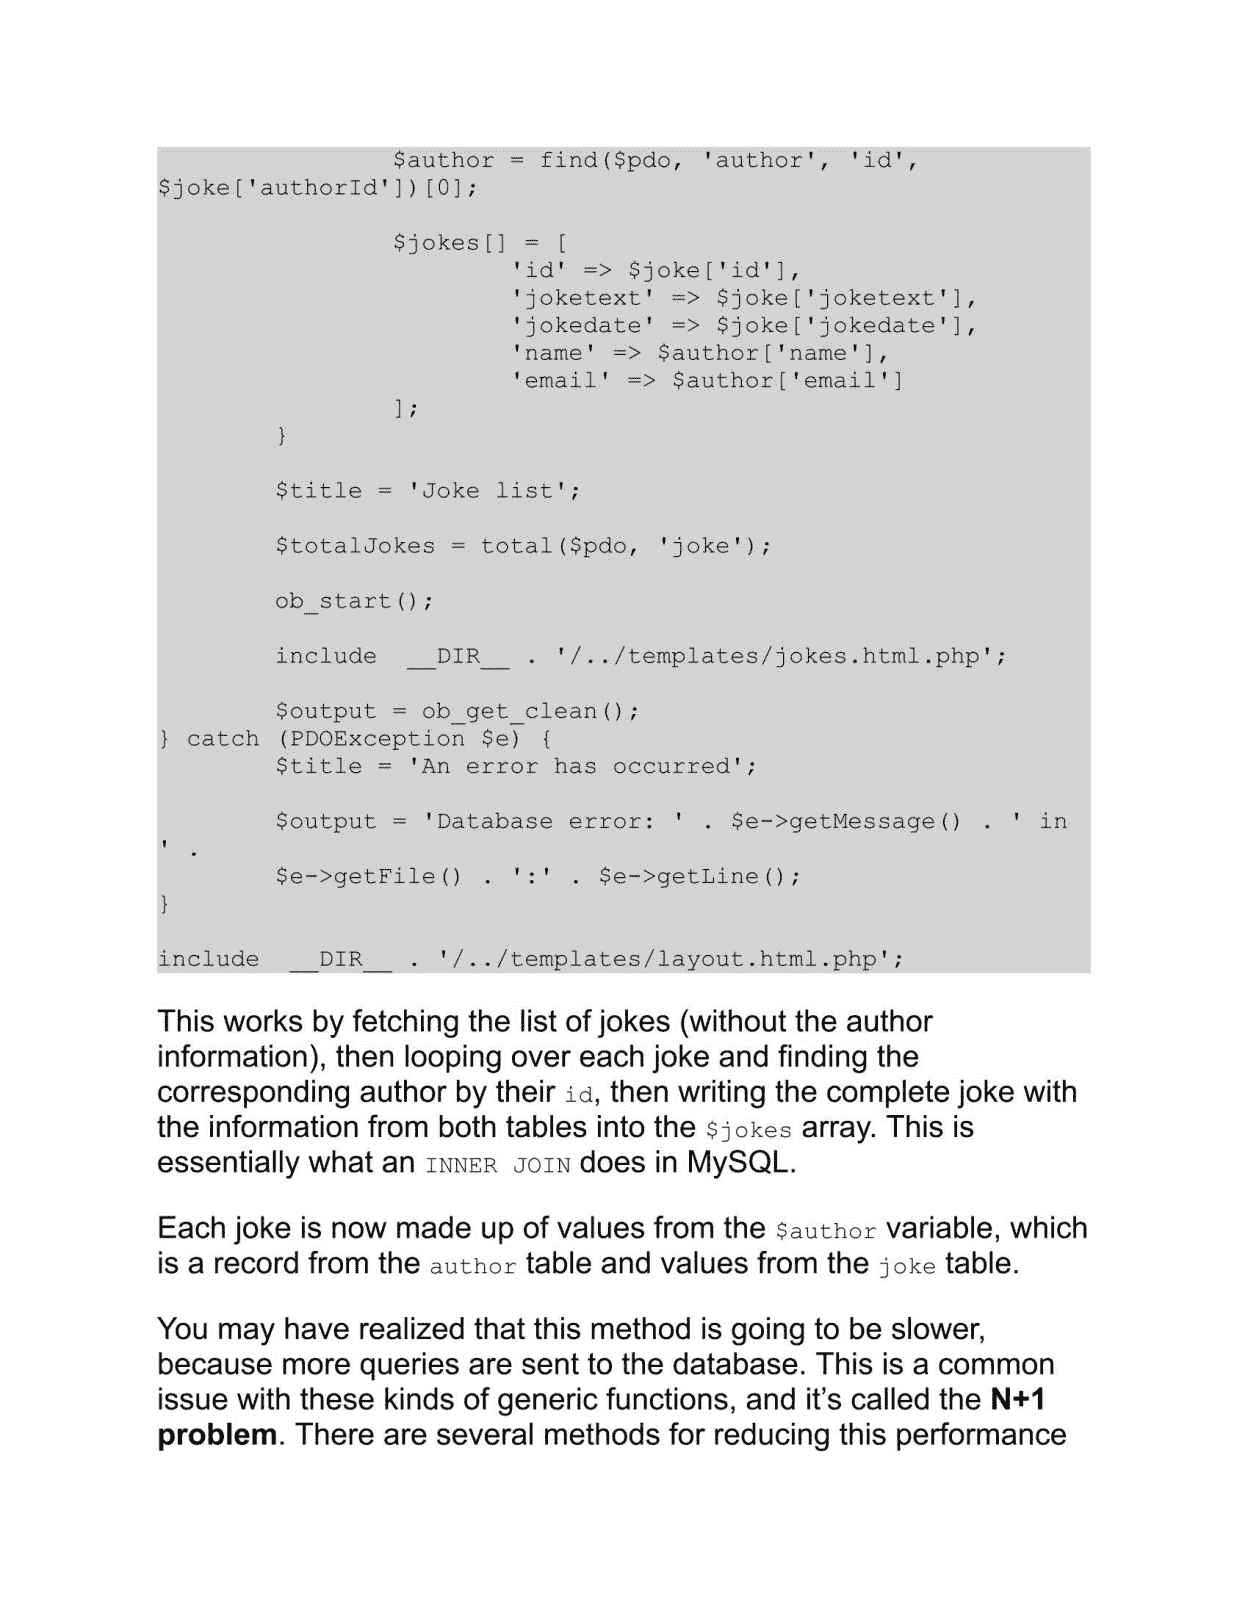 $author = find($pdo, 'author', 'id',
$joke['authorId'])[0];

                $jokes[] = [
                        'id' => $joke['id'],
                        'joketext' => $joke['joketext'],
                        'jokedate' => $joke['jokedate'],
                        'name' => $author['name'],
                        'email' => $author['email']
                ];
        }

        $title = 'Joke list';

        $totalJokes = total($pdo, 'joke');

        ob_start();

        include  __DIR__ . '/../templates/jokes.html.php';

        $output = ob_get_clean();
} catch (PDOException $e) {
        $title = 'An error has occurred';

        $output = 'Database error: ' . $e->getMessage() . ' in
' .
        $e->getFile() . ':' . $e->getLine();
}

include  __DIR__ . '/../templates/layout.html.php';

This works by fetching the list of jokes (without the author
information), then looping over each joke and finding the
corresponding author by their id, then writing the complete joke with
the information from both tables into the $jokes array. This is
essentially what an INNER JOIN does in MySQL.

Each joke is now made up of values from the $author variable, which
is a record from the author table and values from the joke table.

You may have realized that this method is going to be slower,
because more queries are sent to the database. This is a common
issue with these kinds of generic functions, and it’s called the N+1
problem. There are several methods for reducing this performance